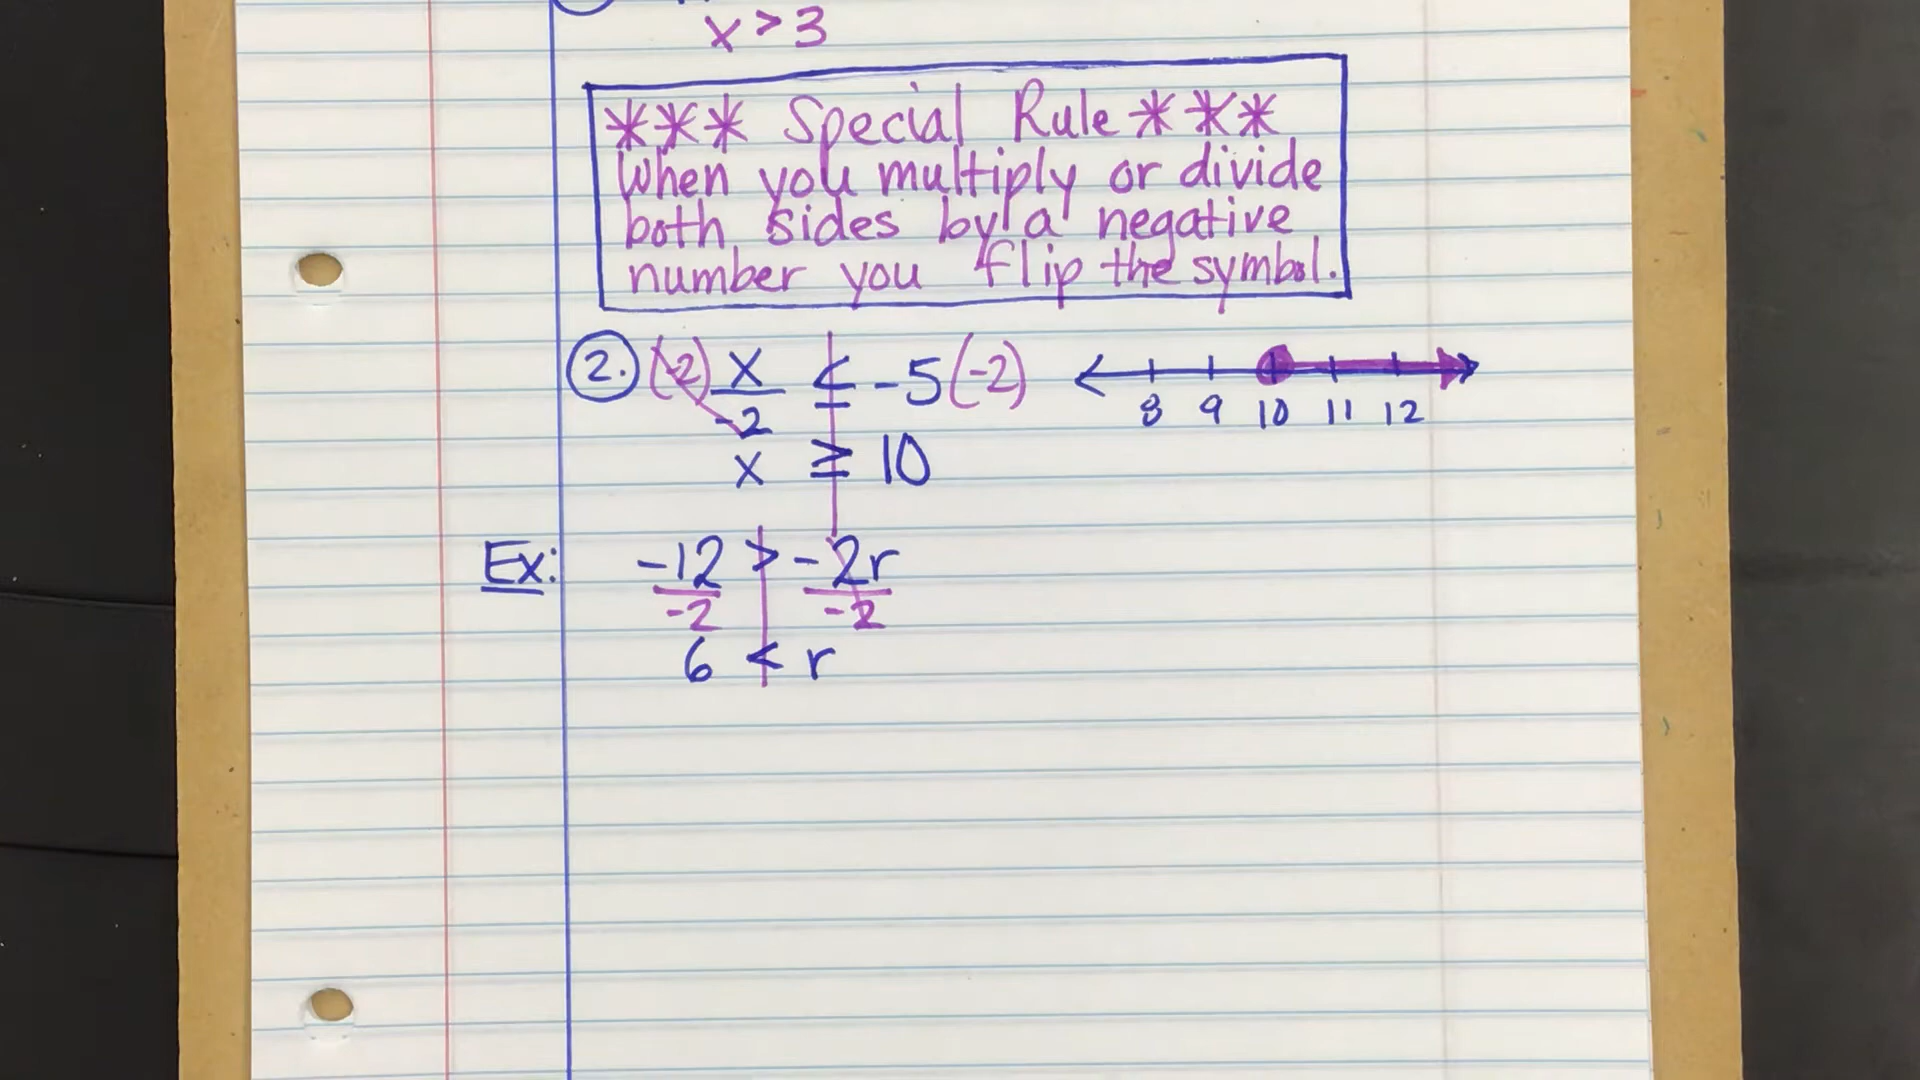 x > 3
*** Special Rule ***
When you multiply or divide
both sides by a negative
number you flip the symbol.
2. (-2) x ≤ -5 (-2)
-2
8 9 10 11 12
x ≥ 10
Ex: -12 > -2r
-2 -2
6 < r